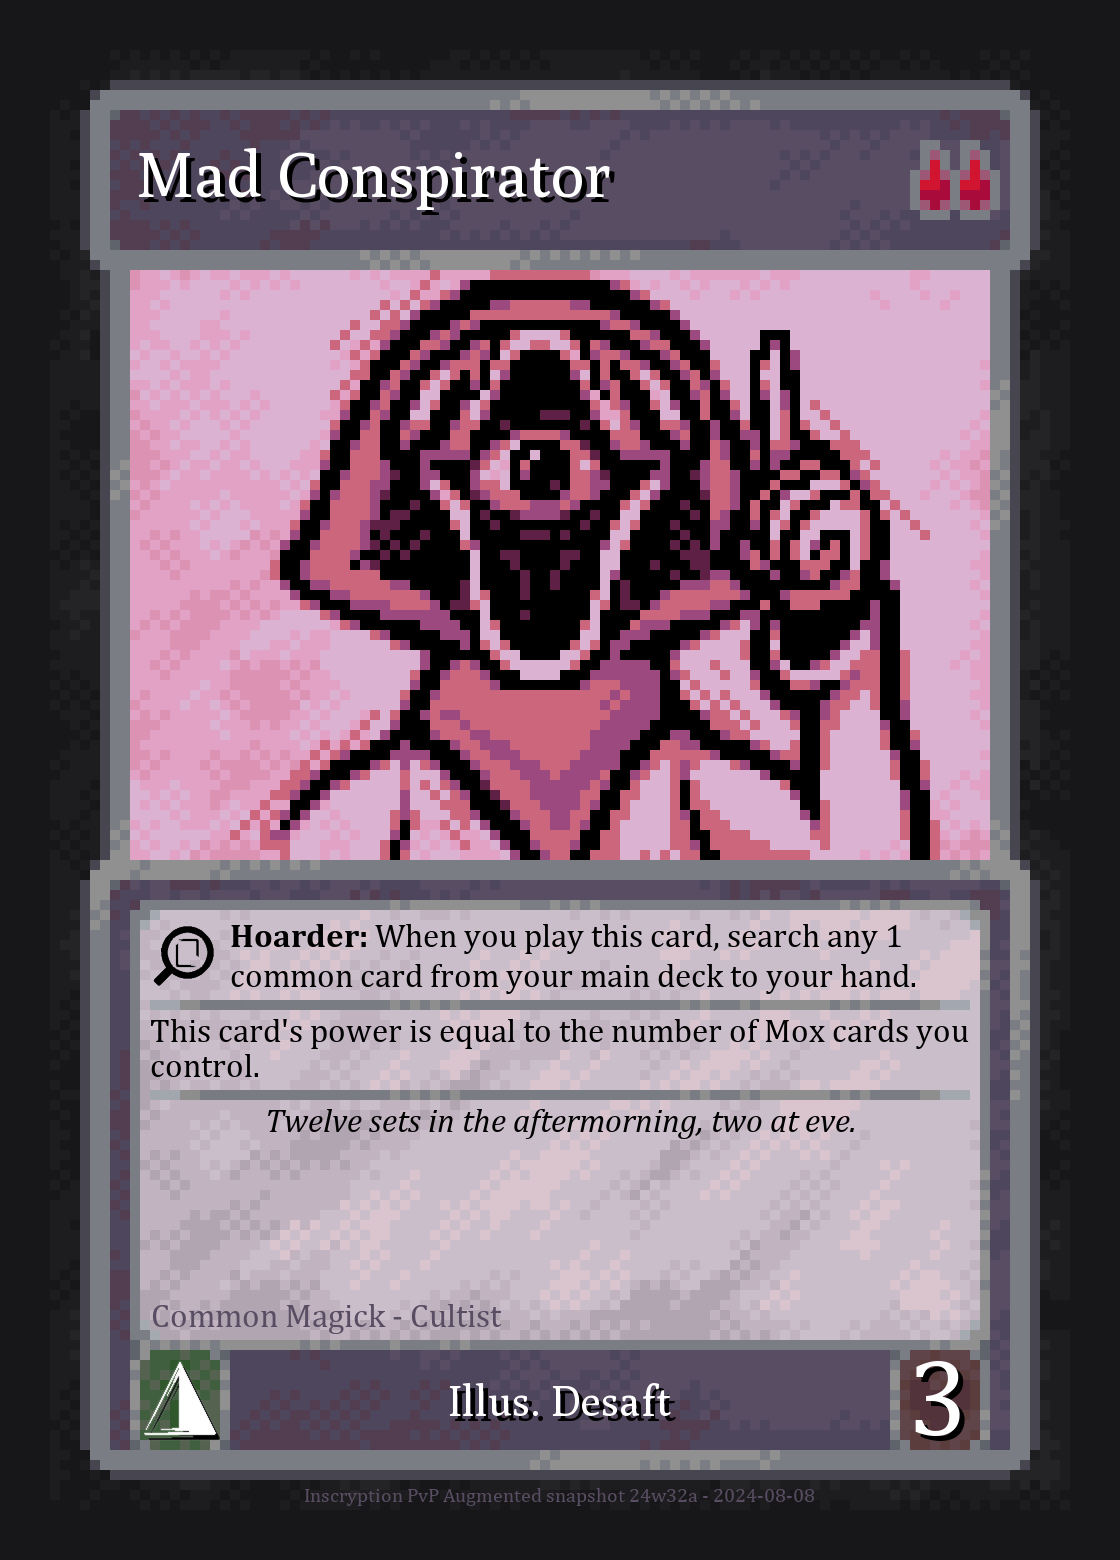 Mad Conspirator
Hoarder: When you play this card, search any 1
common card from your main deck to your hand.
This card's power is equal to the number of Mox cards you
control.
Twelve sets in the aftermorning, two at eve.
Common Magick - Cultist
Illus. Desaft
3
Inscryption PvP Augmented snapshot 24w32a - 2024-08-08